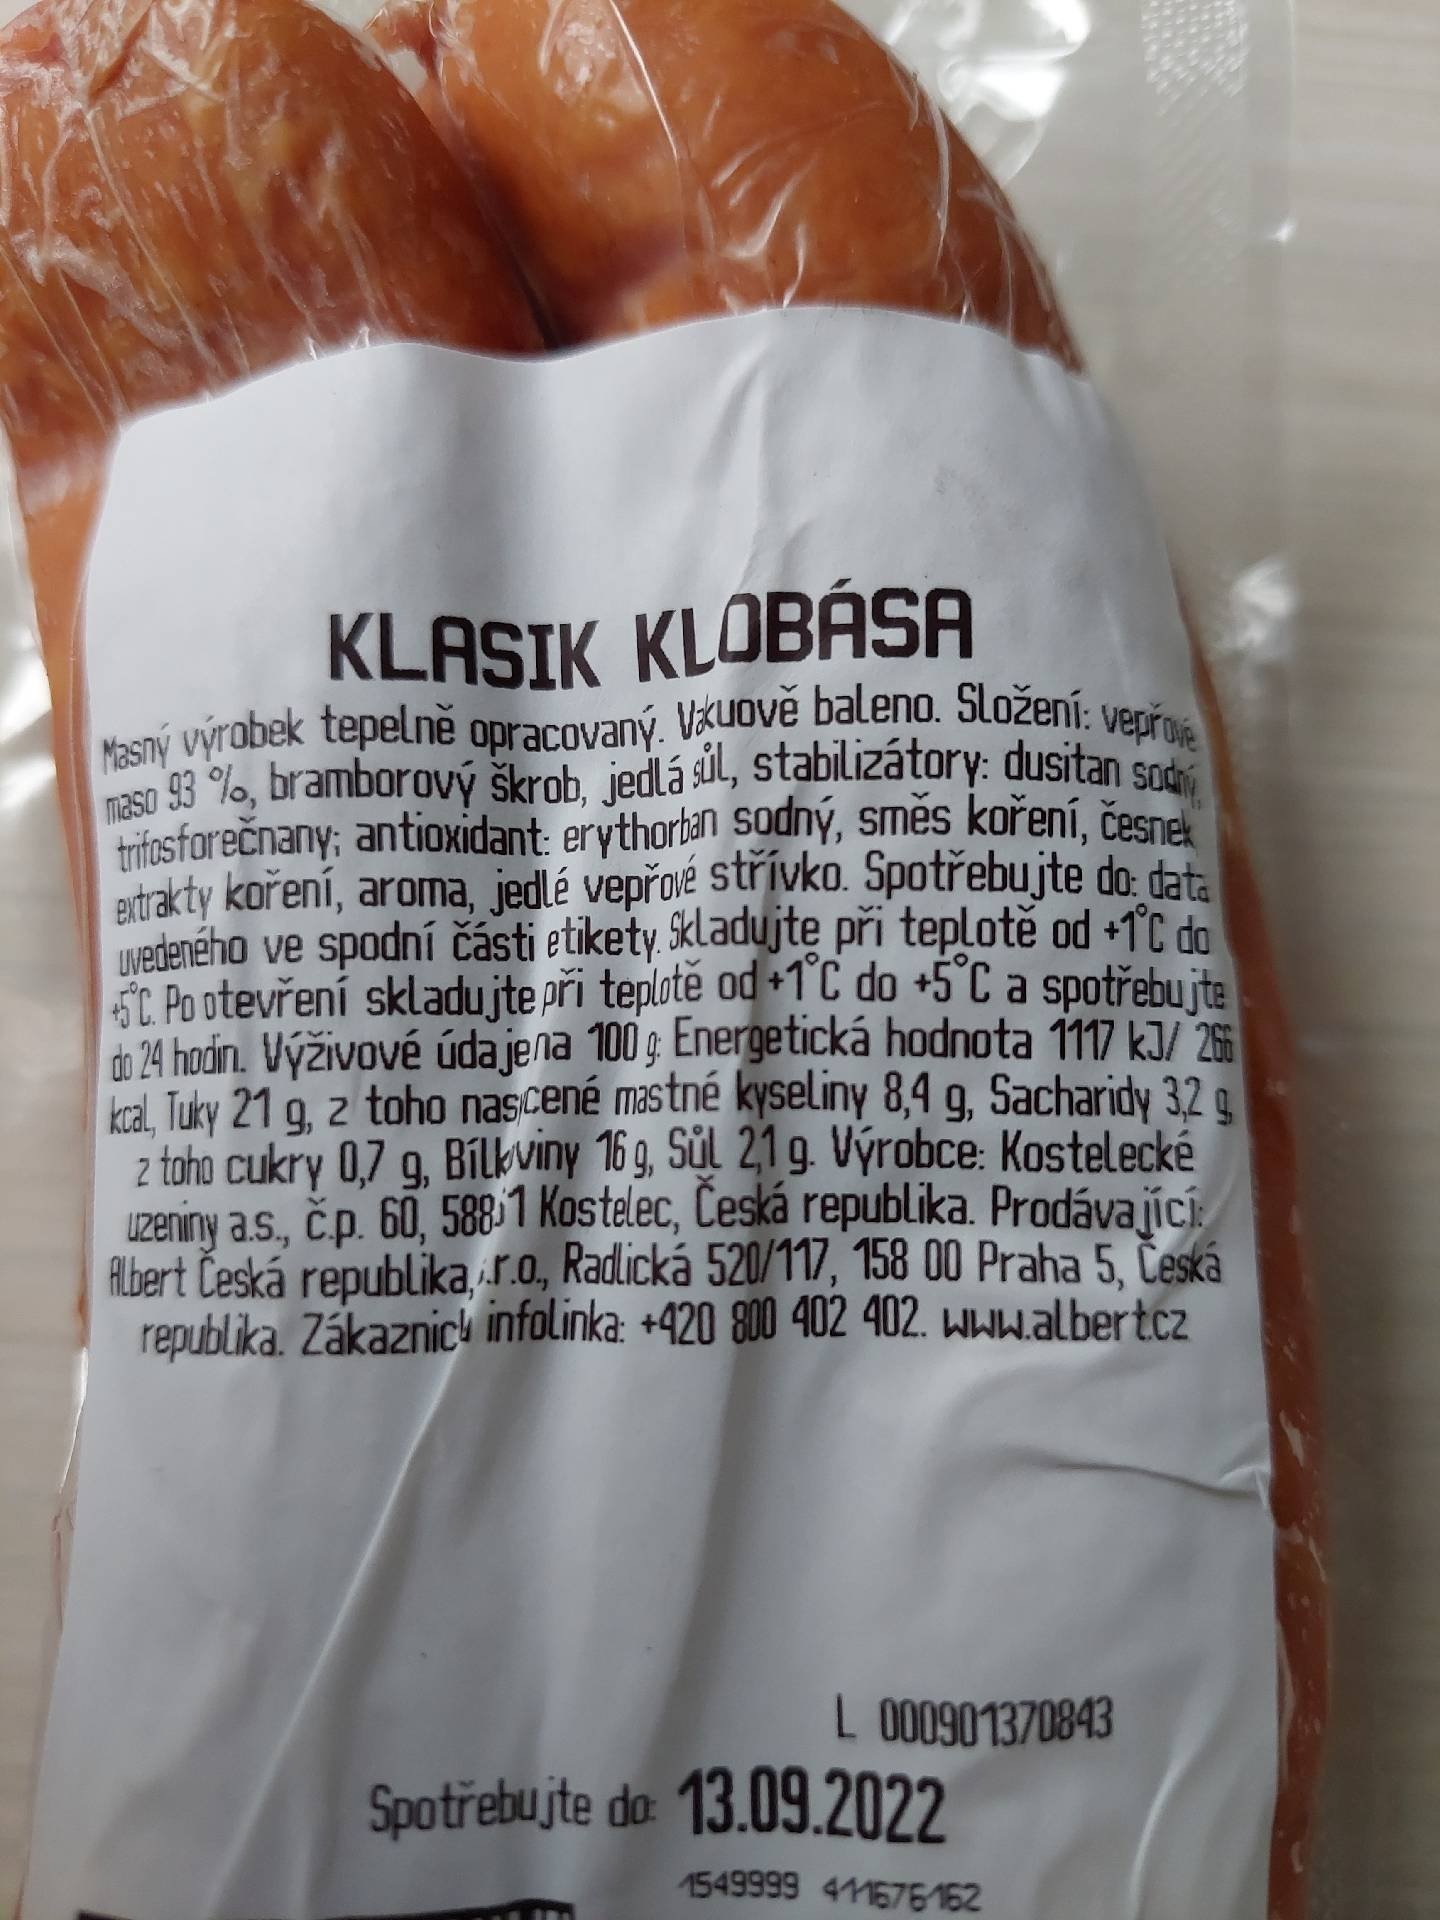 KLASIK KLOBÁSA
Masný výrobek tepelně opracovaný. Vakuově baleno. Složení: vepřové
maso 93 %, bramborový škrob, jedlá sůl, stabilizátory: dusitan sodný,
trifosforečnany; antioxidant: erythorban sodný, směs koření, česnek
extrakty koření, aroma, jedlé vepřové střívko. Spotřebujte do: data
uvedeného ve spodní části etikety. Skladujte při teplotě od +1°C do
+5°C. Po otevření skladujte při teplotě od +1°C do +5°C a spotřebujte
do 24 hodin. Výživové údaje na 100 g: Energetická hodnota 1117 kJ/ 266
kcal, Tuky 21 g, z toho nasycené mastné kyseliny 8,4 g, Sacharidy 3,2 g,
z toho cukry 0,7 g, Bílkoviny 16 g, Sůl 2,1 g. Výrobce: Kostelecké
uzeniny a.s., č.p. 60, Kostelec, Česká republika. Prodávající:
Albert Česká republika, s.r.o., Radlická 520/117, 158 00 Praha 5, Česká
republika. Zákaznická infolinka: +420 800 402 402. www.albert.cz
L 000901370843
Spotřebujte do: 13.09.2022
1549999 411676162